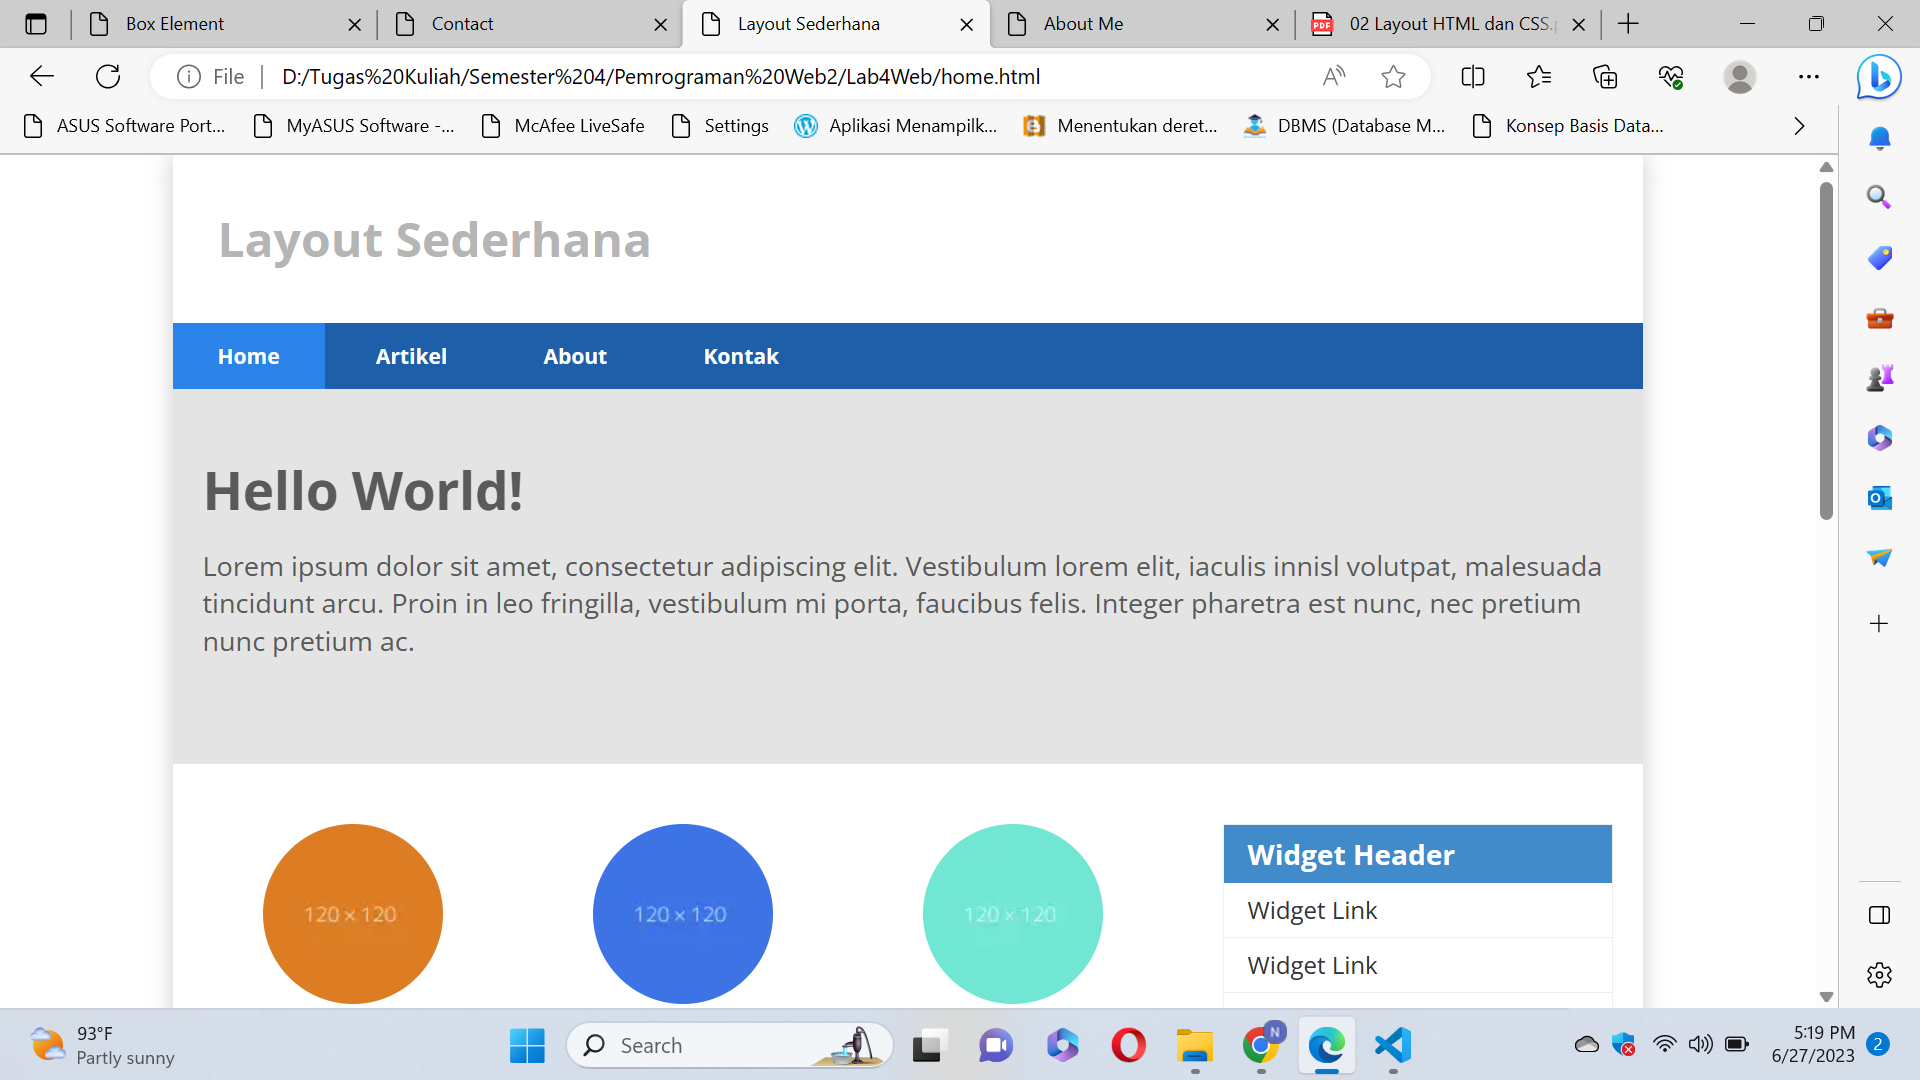 Box Element
Contact
Layout Sederhana
About Me
02 Layout HTML dan CSS.p
File
D:/Tugas%20Kuliah/Semester%204/Pemrograman%20Web2/Lab4Web/home.html
ASUS Software Port...
MyASUS Software -...
McAfee LiveSafe
Settings
Aplikasi Menampilk...
Menentukan deret...
DBMS (Database M...
Konsep Basis Data...
Layout Sederhana
Home
Artikel
About
Kontak
Hello World!
Lorem ipsum dolor sit amet, consectetur adipiscing elit. Vestibulum lorem elit, iaculis innisl volutpat, malesuada
tincidunt arcu. Proin in leo fringilla, vestibulum mi porta, faucibus felis. Integer pharetra est nunc, nec pretium
nunc pretium ac.
120 × 120
120 × 120
120 × 120
Widget Header
Widget Link
Widget Link
93°F
Partly sunny
Search
N
5:19 PM
6/27/2023
2